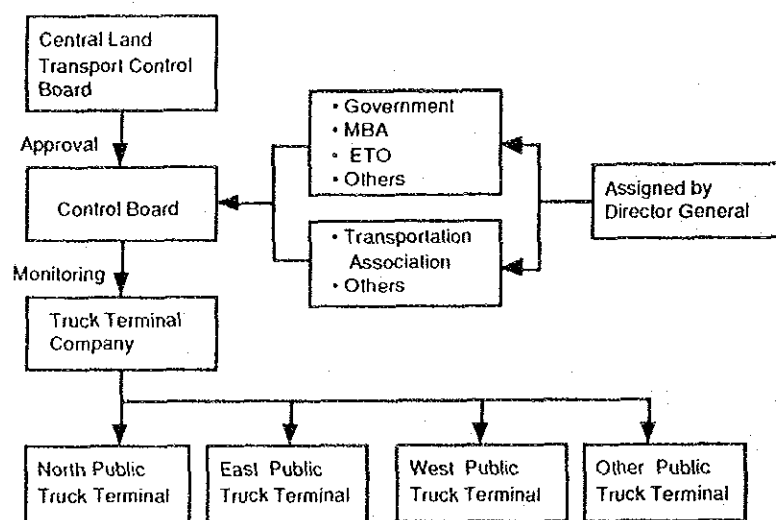 Central Land
Transport Control
Board
Approval
Control Board
Monitoring
Truck Terminal
Company
• Government
• MBA
• ETO
• Others
• Transportation
Association
• Others
Assigned by
Director General
North Public
Truck Terminal
East Public
Truck Terminal
West Public
Truck Terminal
Other Public
Truck Terminal